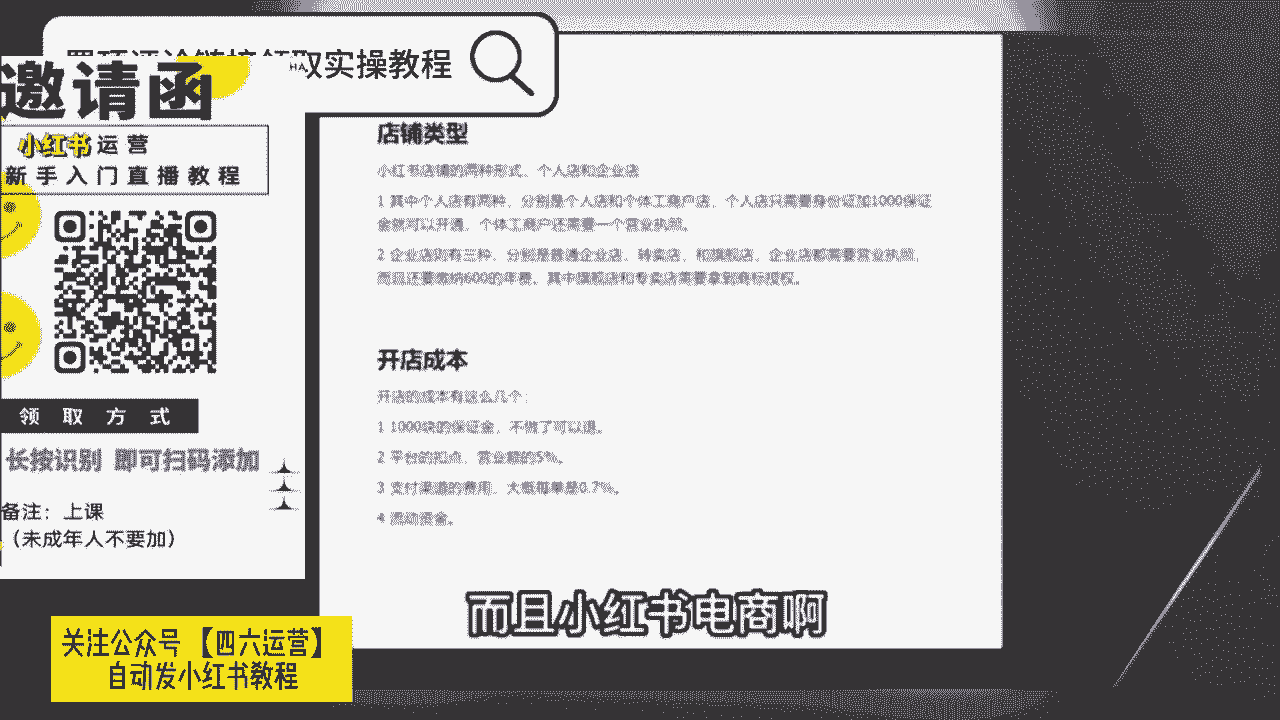 取实操教程
邀请函
小红书运营
新手入门直播教程
领取方式
长按识别 即可扫码添加
备注：上课
（未成年人不要加）
关注公众号【四六运营】
自动发小红书教程
店铺类型
小红书店铺的两种形式、个人店和企业店
1 其中个人店有两种、分别是个人店和个体工商户店、个人店只需要身份证加1000保证
金就可以开通、个体工商户还需要一个营业执照。
2 企业店则有三种、分别是普通企业店、转卖店、和旗舰店、企业店都需要营业执照，
而且还要缴纳600的年费、其中旗舰店和专卖店需要拿到商标授权。
开店成本
开店的成本有这么几个：
1 1000块的保证金、不做了可以退。
2 平台的扣点、营业额的5%。
3 支付渠道的费用、大概每单是0.7%。
4 流动资金。
而且小红书电商啊